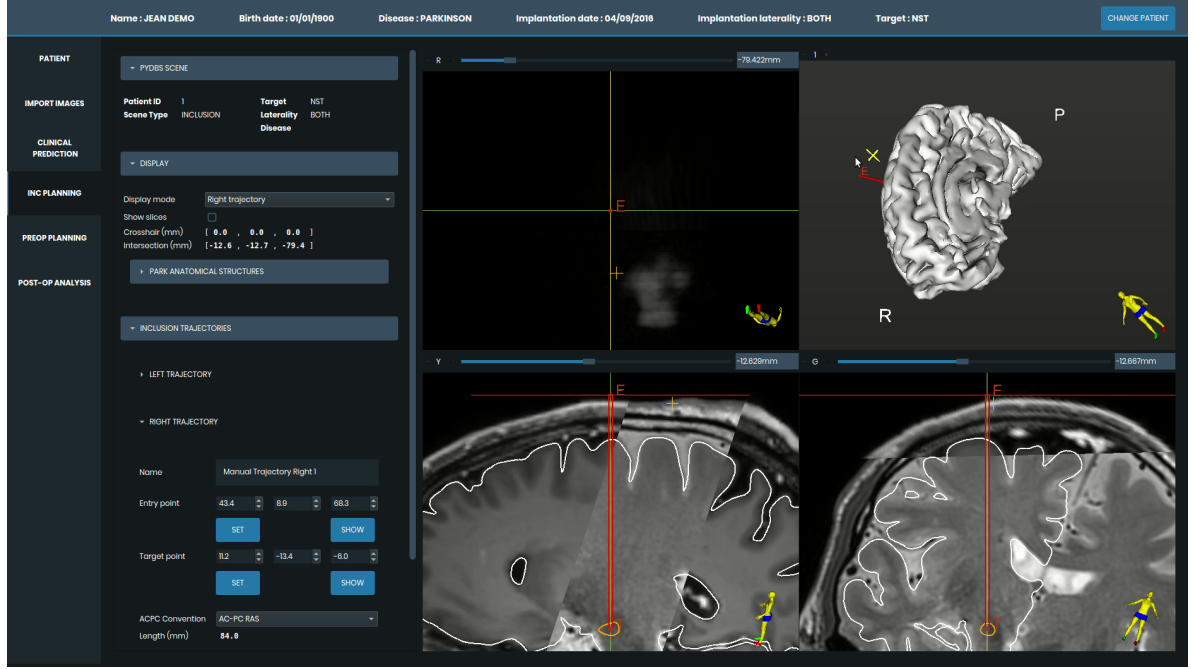 Name : JEAN DEMO Birth date : 01/01/1900 Disease : PARKINSON Implantation date : 04/09/2016 Implantation laterality : BOTH Target : NST CHANGE PATIENT
PATIENT
IMPORT IMAGES
CLINICAL
PREDICTION
INC PLANNING
PREOP PLANNING
POST-OP ANALYSIS
PYDBS SCENE
Patient ID 1 Target NST
Scene Type INCLUSION Laterality BOTH
Disease
DISPLAY
Display mode Right trajectory
Show slices
Crosshair (mm) [ 0.0 , 0.0 , 0.0 ]
Intersection (mm) [-12.6 , -12.7 , -79.4 ]
PARK ANATOMICAL STRUCTURES
INCLUSION TRAJECTORIES
LEFT TRAJECTORY
RIGHT TRAJECTORY
Name Manual Trajectory Right 1
Entry point 43.4 8.9 68.3
SET SHOW
Target point 11.2 -13.4 -6.0
SET SHOW
ACPC Convention AC-PC RAS
Length (mm) 84.0
R -79.422mm
E
1
P
E
R
Y -12.629mm
E
G -12.667mm
E